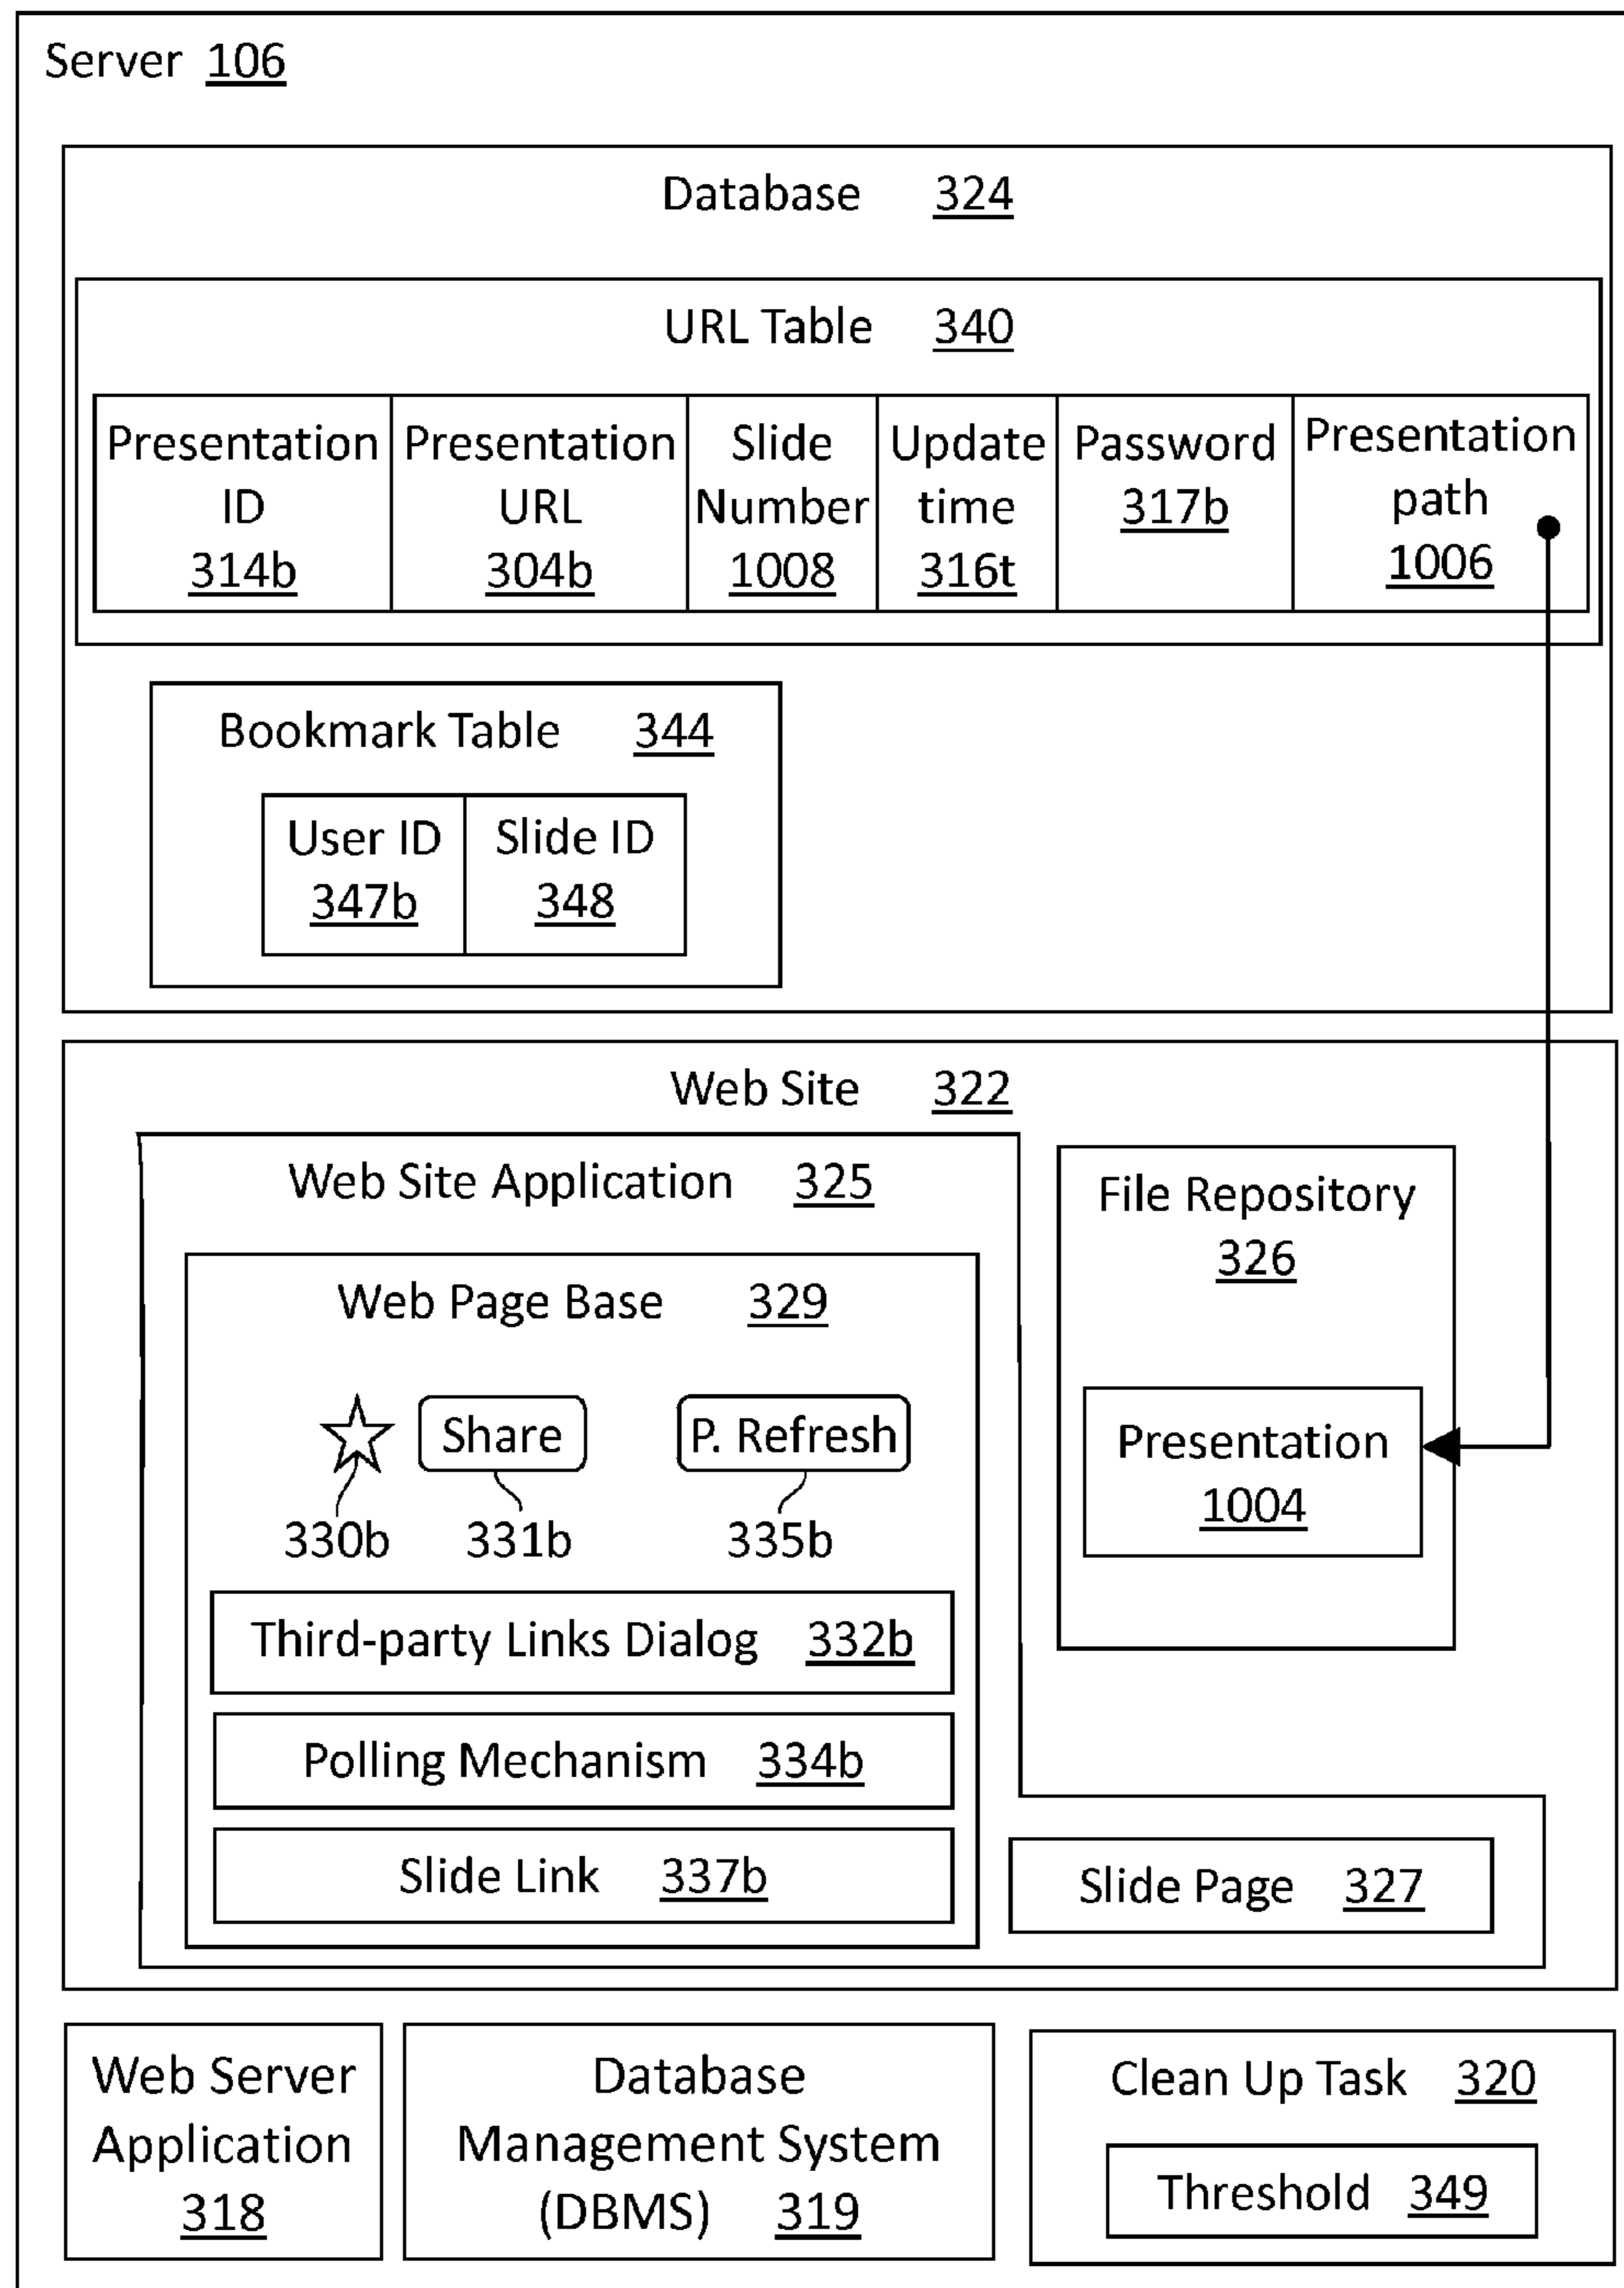 Server 106
Database 324
URL Table 340
Presentation ID 314b
Presentation URL 304b
Slide Number 1008
Update time 316t
Password 317b
Presentation path 1006
Bookmark Table 344
User ID 347b
Slide ID 348
Web Site 322
Web Site Application 325
File Repository
326
Web Page Base 329
Share
P. Refresh
330b
331b
335b
Presentation
1004
Third-party Links Dialog 332b
Polling Mechanism 334b
Slide Link 337b
Slide Page 327
Web Server
Application
318
Database
Management System
(DBMS) 319
Clean Up Task 320
Threshold 349